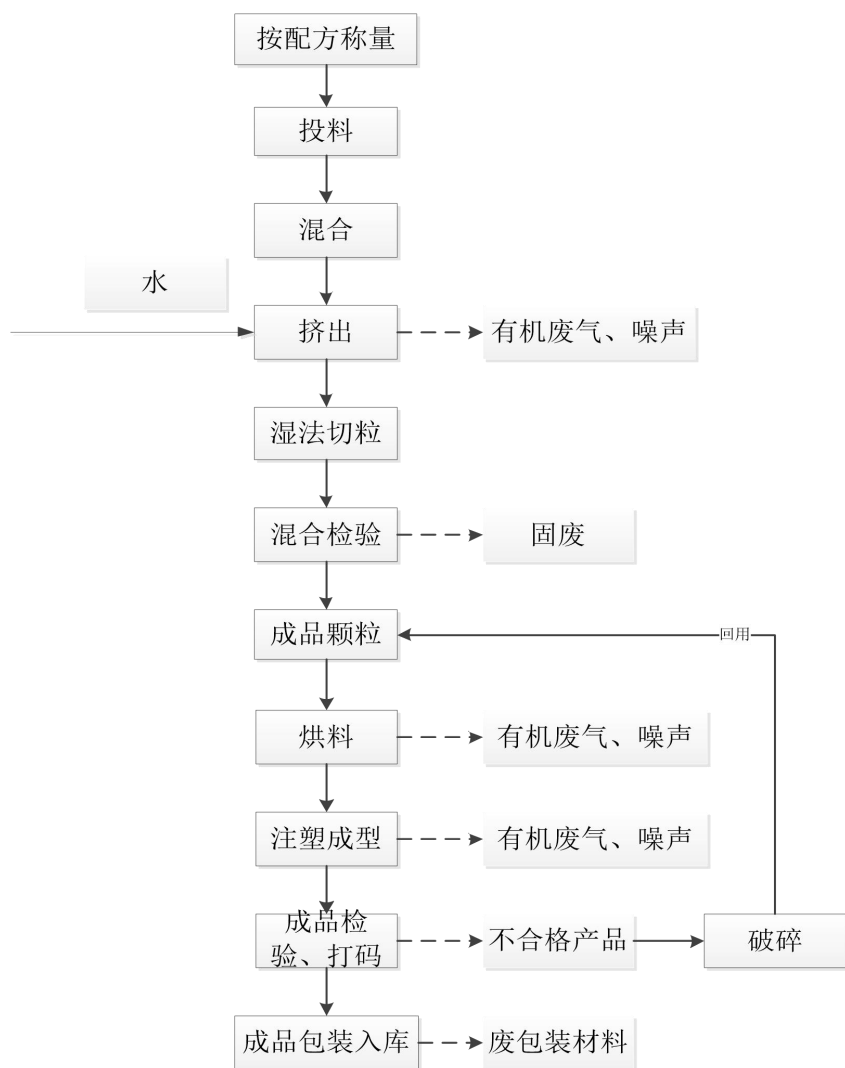 按配方称量
投料
混合
水
挤出
有机废气、噪声
湿法切粒
混合检验
固废
成品颗粒
回用
烘料
有机废气、噪声
注塑成型
有机废气、噪声
成品检
验、打码
不合格产品
破碎
成品包装入库
废包装材料